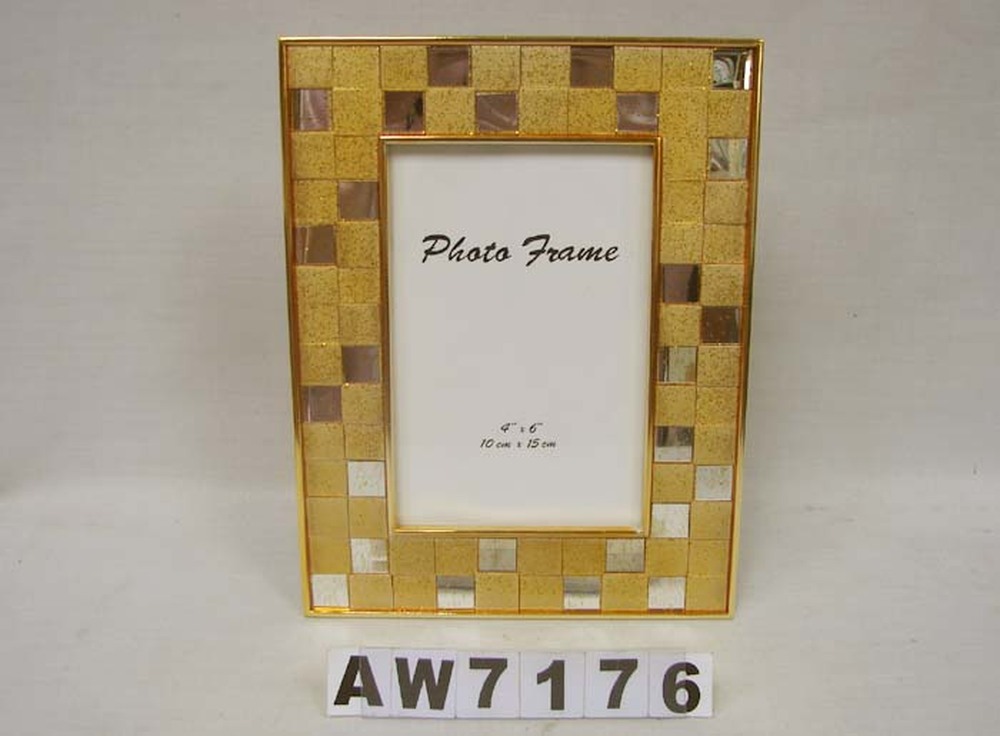 Photo Frame
4" x 6"
10 cm x 15 cm
AW7176